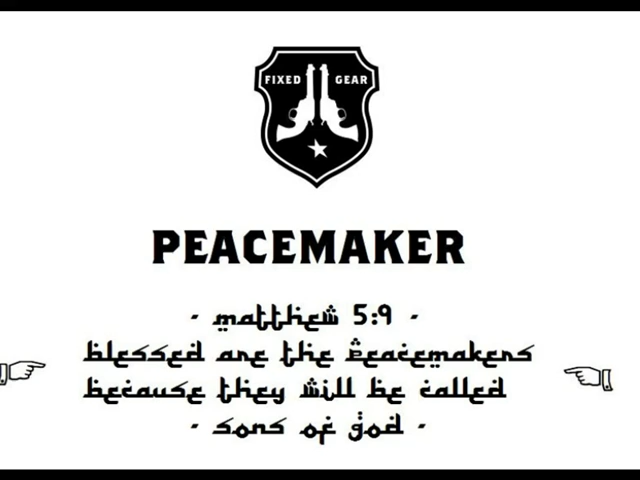 FIXED GEAR
PEACEMAKER
- matthew 5:9 -
blessed are the peacemakers
because they will be called
- sons of god -